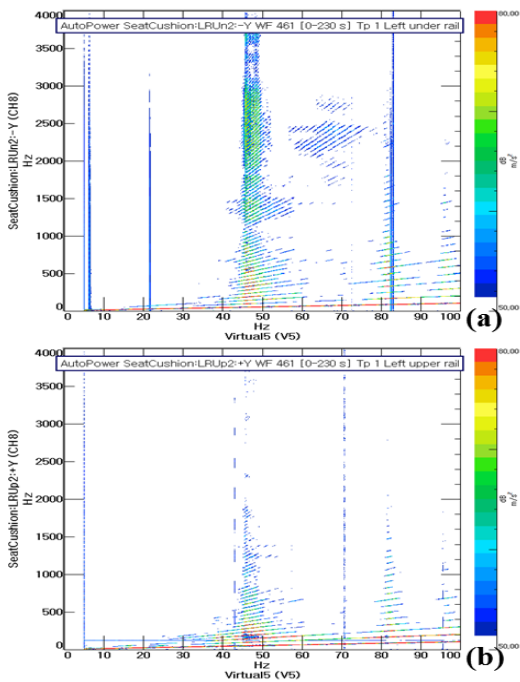 AutoPower SeatCushion:LRUn2:-Y WF 461 [0-230 s] Tp 1 Left under rail
4000
3500
3000
2500
2000
1500
1000
500
0
SeatCushion:LRUn2:-Y (CH8)
Hz
0 10 20 30 40 50 60 70 80 90 100
Hz
Virtual5 (V5)
dB
m/s²
(a)
AutoPower SeatCushion:LRUp2:+Y WF 461 [0-230 s] Tp 1 Left upper rail
4000
3500
3000
2500
2000
1500
1000
500
0
SeatCushion:LRUp2:+Y (CH8)
Hz
0 10 20 30 40 50 60 70 80 90 100
Hz
Virtual5 (V5)
dB
m/s²
(b)